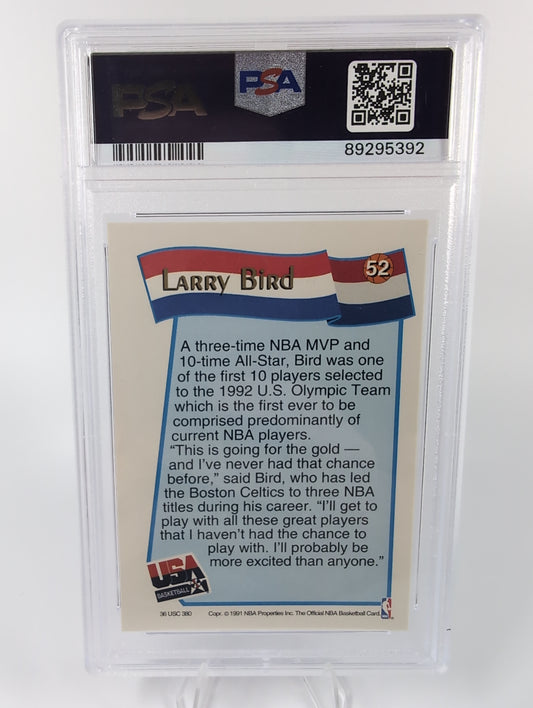 PSA
PSA
89295392
LARRY BIRD
52
A three-time NBA MVP and
10-time All-Star, Bird was one
of the first 10 players selected
to the 1992 U.S. Olympic Team
which is the first ever to be
comprised predominantly of
current NBA players.
"This is going for the gold —
and I've never had that chance
before," said Bird, who has led
the Boston Celtics to three NBA
titles during his career. "I'll get to
play with all these great players
that I haven't had the chance to
play with. I'll probably be
more excited than anyone."
USA
BASKETBALL
36 USC 380
Copr. © 1991 NBA Properties Inc. The Official NBA Basketball Card.